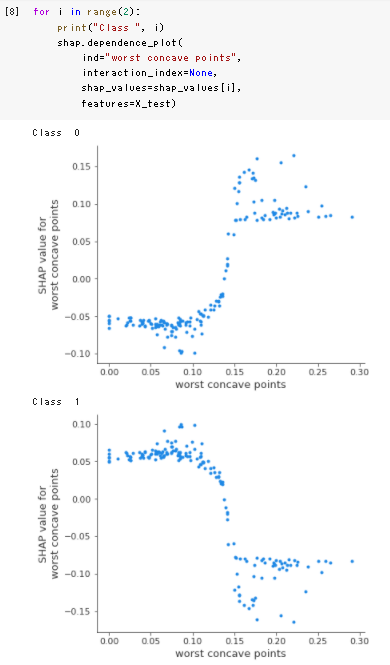 [8] for i in range(2):
print("Class ", i)
shap.dependence_plot(
ind="worst concave points",
interaction_index=None,
shap_values=shap_values[i],
features=X_test)
Class  0
0.15
0.10
0.05
0.00
−0.05
−0.10
SHAP value for
worst concave points
0.00 0.05 0.10 0.15 0.20 0.25 0.30
worst concave points
Class  1
0.10
0.05
0.00
−0.05
−0.10
−0.15
SHAP value for
worst concave points
0.00 0.05 0.10 0.15 0.20 0.25 0.30
worst concave points